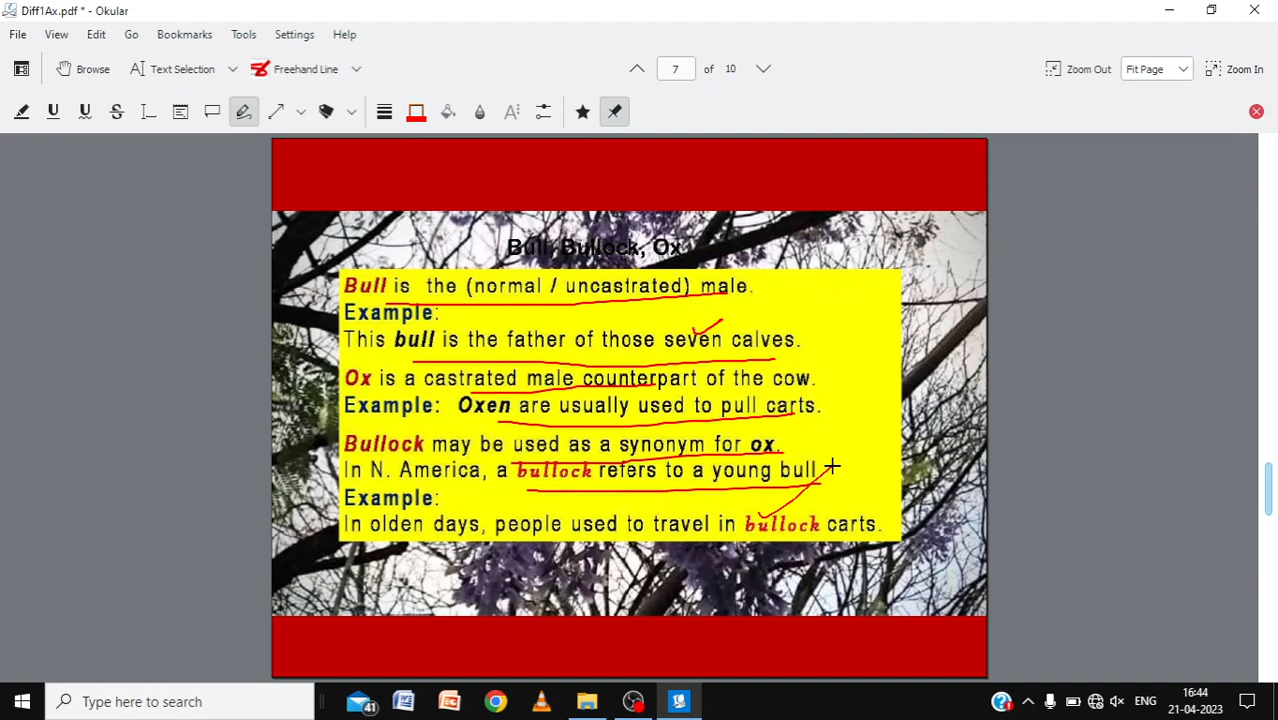 Diff1Ax.pdf * - Okular
File View Edit Go Bookmarks Tools Settings Help
Browse Text Selection Freehand Line 7 of 10 Zoom Out Fit Page Zoom In
Bull, Bullock, Ox
Bull is the (normal / uncastrated) male.
Example:
This bull is the father of those seven calves.
Ox is a castrated male counterpart of the cow.
Example: Oxen are usually used to pull carts.
Bullock may be used as a synonym for ox.
In N. America, a bullock refers to a young bull
Example:
In olden days, people used to travel in bullock carts.
Type here to search 41 ENG 16:44
21-04-2023